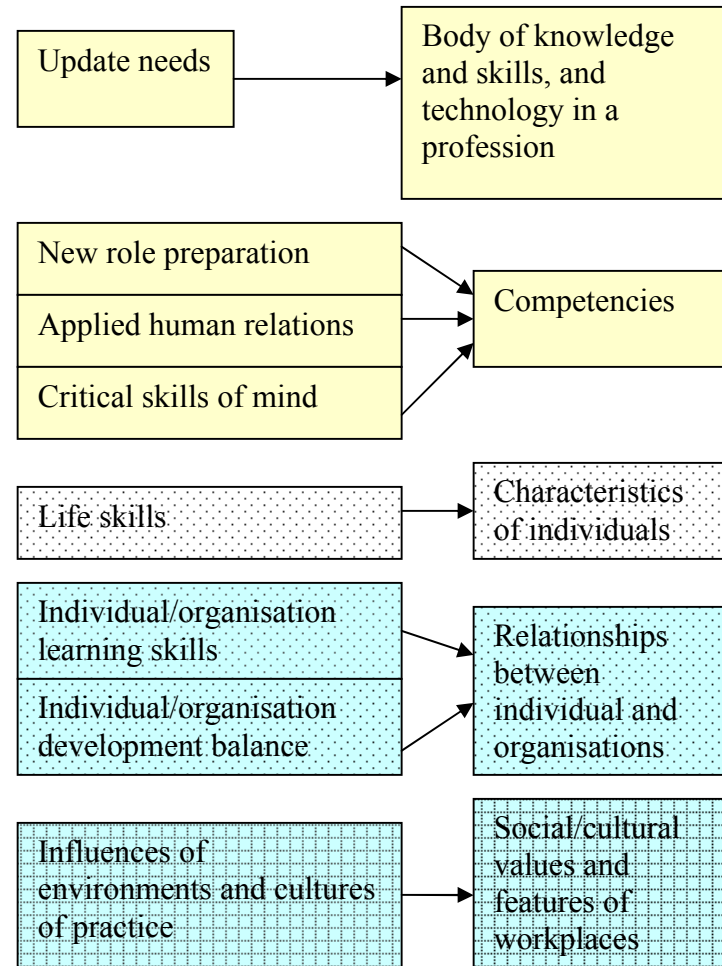 Update needs
Body of knowledge
and skills, and
technology in a
profession
New role preparation
Applied human relations
Critical skills of mind
Competencies
Life skills
Characteristics
of individuals
Individual/organisation
learning skills
Individual/organisation
development balance
Relationships
between
individual and
organisations
Influences of
environments and cultures
of practice
Social/cultural
values and
features of
workplaces